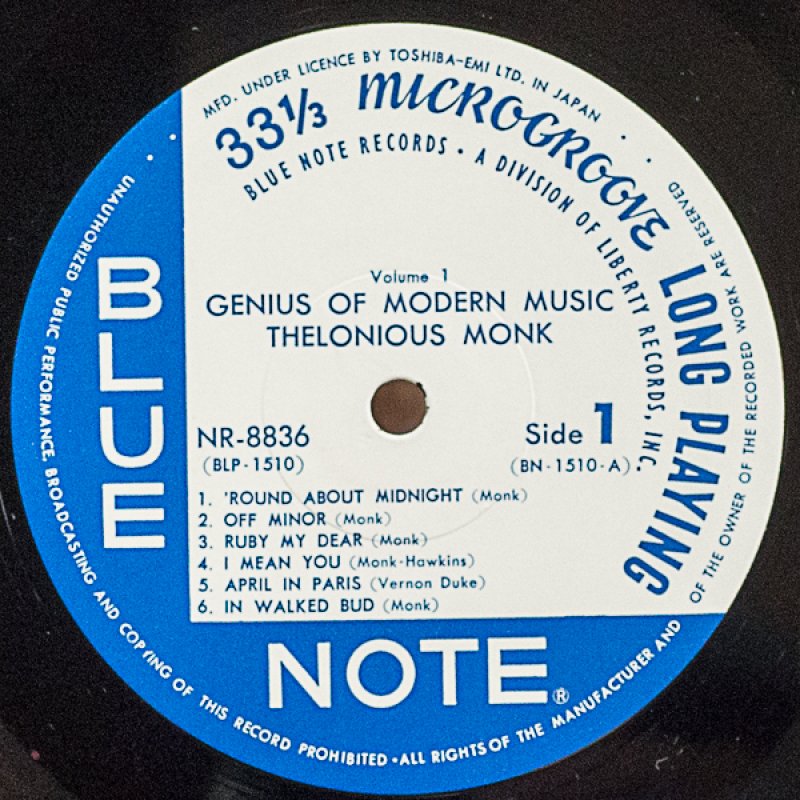 MFD. UNDER LICENCE BY TOSHIBA-EMI LTD. IN JAPAN
33⅓ MICROGROOVE LONG PLAYING
BLUE NOTE RECORDS • A DIVISION OF LIBERTY RECORDS, INC.
Volume 1
GENIUS OF MODERN MUSIC
THELONIOUS MONK
NR-8836
(BLP-1510)
Side 1
(BN-1510-A)
1. 'ROUND ABOUT MIDNIGHT (Monk)
2. OFF MINOR (Monk)
3. RUBY MY DEAR (Monk)
4. I MEAN YOU (Monk-Hawkins)
5. APRIL IN PARIS (Vernon Duke)
6. IN WALKED BUD (Monk)
BLUE
NOTE®
UNAUTHORIZED PUBLIC PERFORMANCE, BROADCASTING AND COPYING OF THIS RECORD PROHIBITED • ALL RIGHTS OF THE MANUFACTURER AND OF THE OWNER OF THE RECORDED WORK ARE RESERVED